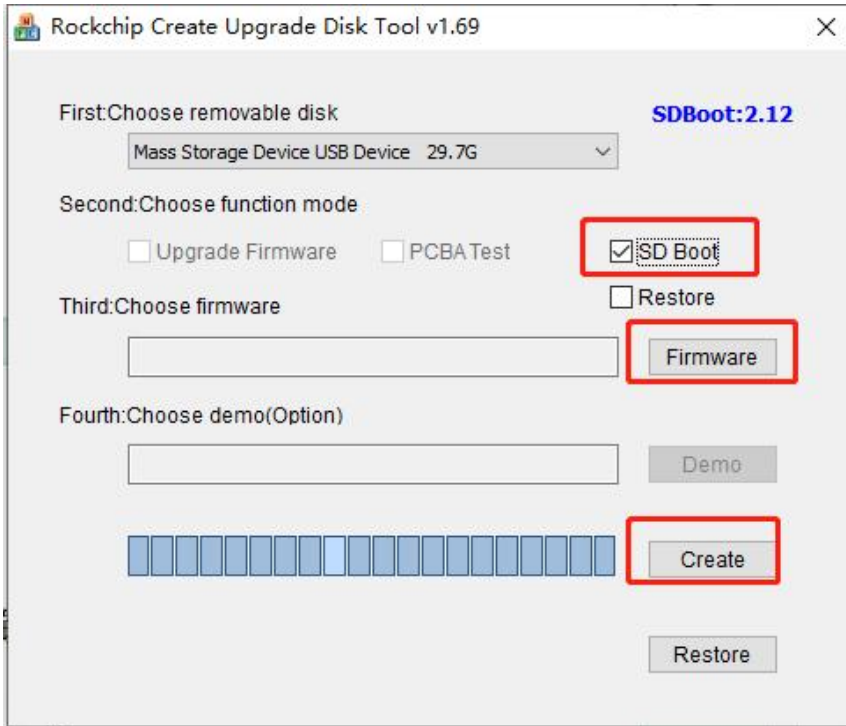 Rockchip Create Upgrade Disk Tool v1.69
First:Choose removable disk
SDBoot:2.12
Mass Storage Device USB Device 29.7G
Second:Choose function mode
Upgrade Firmware PCBA Test SD Boot
Restore
Third:Choose firmware
Firmware
Fourth:Choose demo(Option)
Demo
Create
Restore